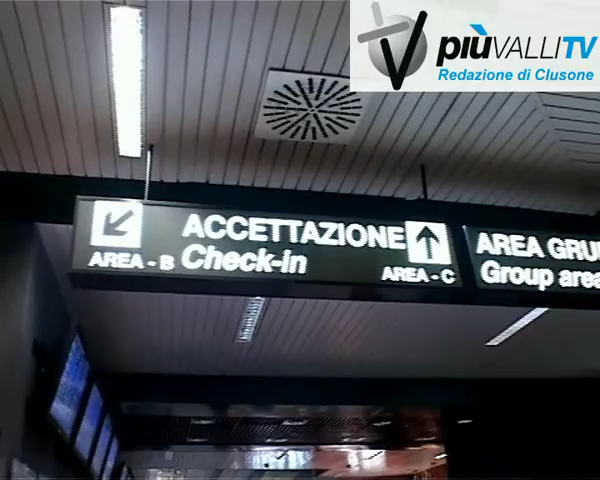 piùVALLITV
Redazione di Clusone
ACCETTAZIONE
AREA - B Check-in AREA - C
AREA GRU
Group area